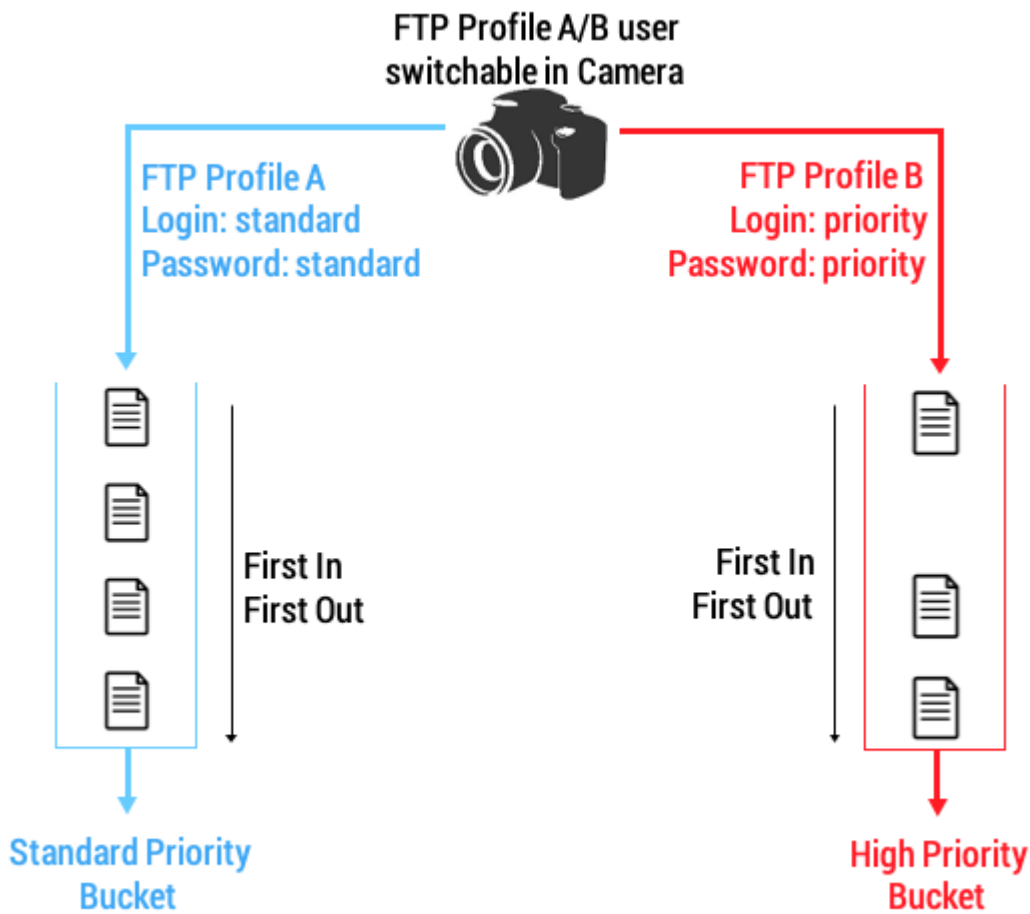 FTP Profile A/B user
switchable in Camera
FTP Profile A
Login: standard
Password: standard
FTP Profile B
Login: priority
Password: priority
First In
First Out
First In
First Out
Standard Priority
Bucket
High Priority
Bucket